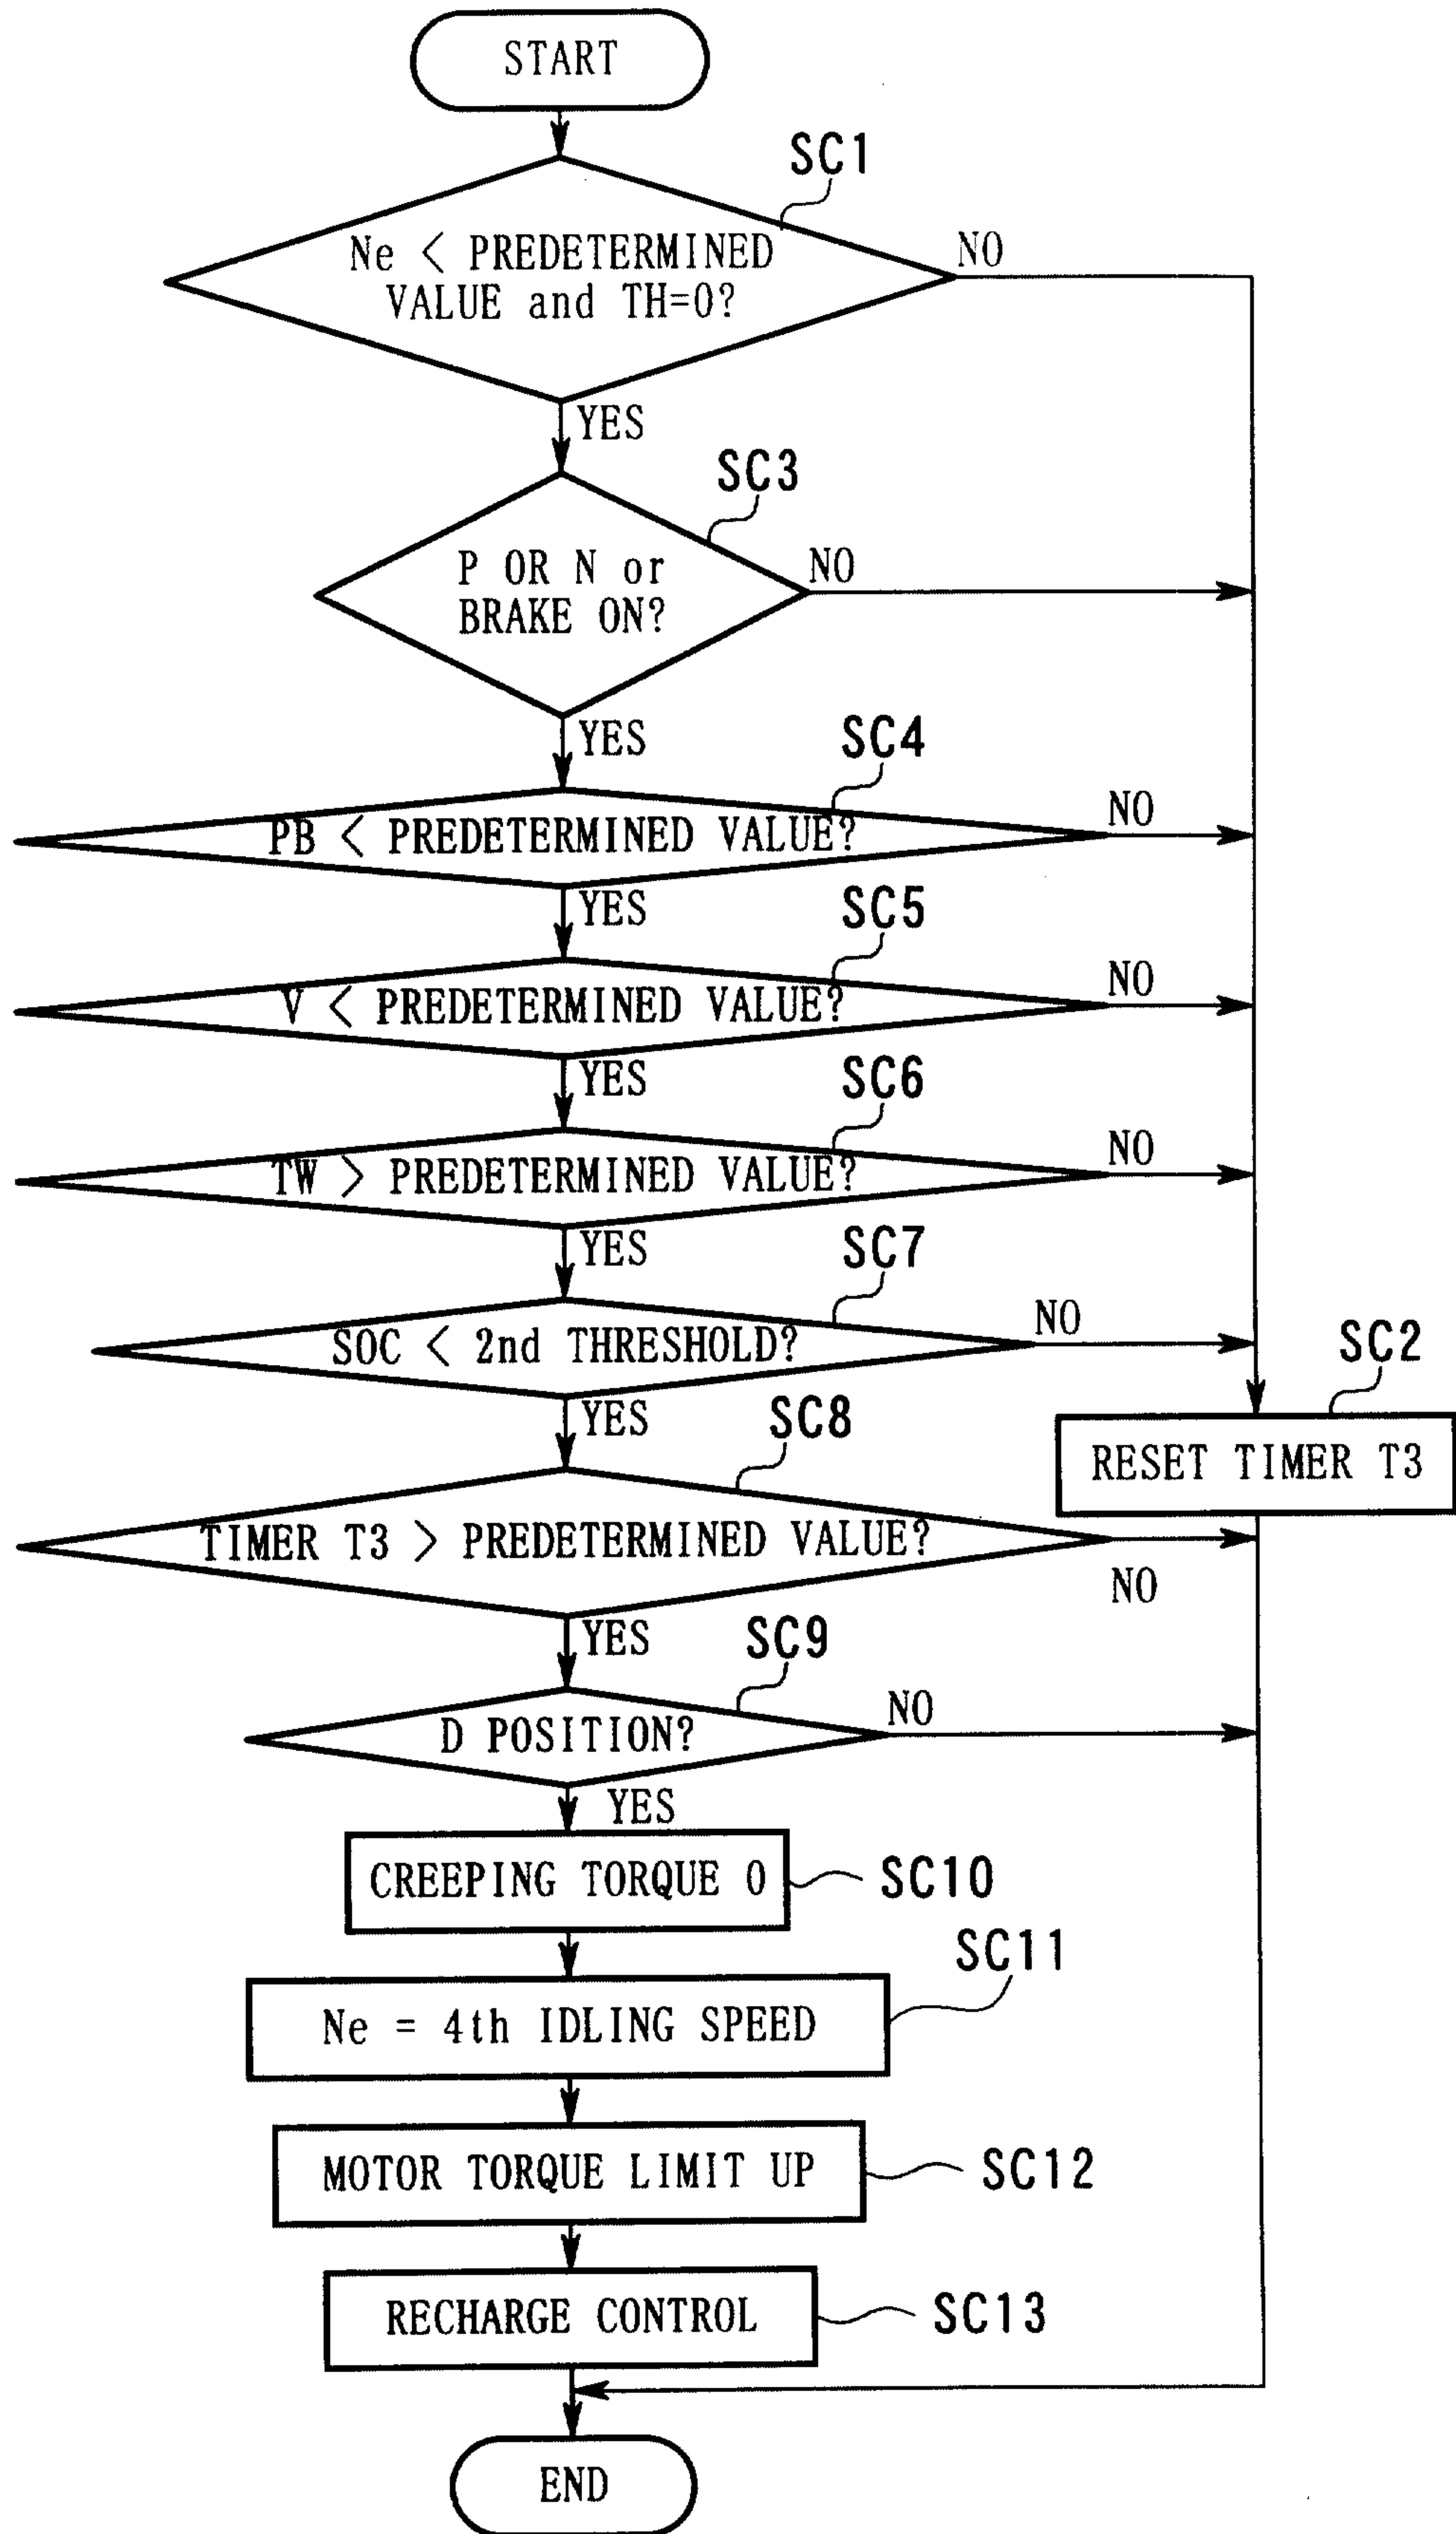 START
SC1
Ne < PREDETERMINED
VALUE and TH=0?
NO
YES
SC3
P OR N or
BRAKE ON?
NO
YES
SC4
PB < PREDETERMINED VALUE?
NO
YES
SC5
V < PREDETERMINED VALUE?
NO
YES
SC6
TW > PREDETERMINED VALUE?
NO
YES
SC7
SOC < 2nd THRESHOLD?
NO
YES
SC2
RESET TIMER T3
SC8
TIMER T3 > PREDETERMINED VALUE?
NO
YES
SC9
D POSITION?
NO
YES
CREEPING TORQUE 0
SC10
SC11
Ne = 4th IDLING SPEED
MOTOR TORQUE LIMIT UP
SC12
RECHARGE CONTROL
SC13
END